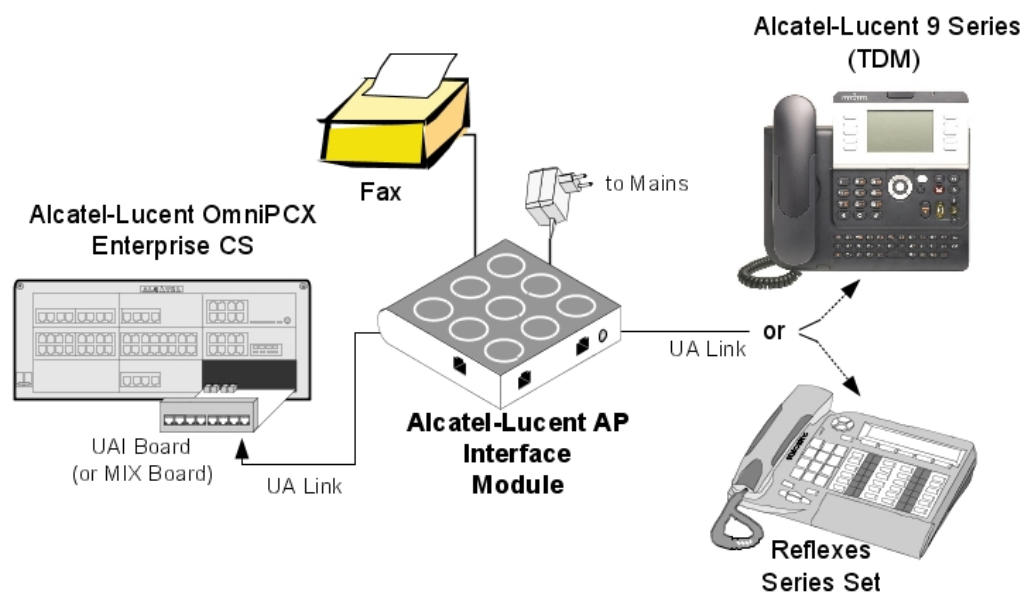 Alcatel-Lucent 9 Series
(TDM)
to Mains
Fax
Alcatel-Lucent OmniPCX
Enterprise CS
ALCATEL
UA Link
or
Alcatel-Lucent AP
Interface
Module
UAI Board
(or MIX Board)
UA Link
Reflexes
Series Set